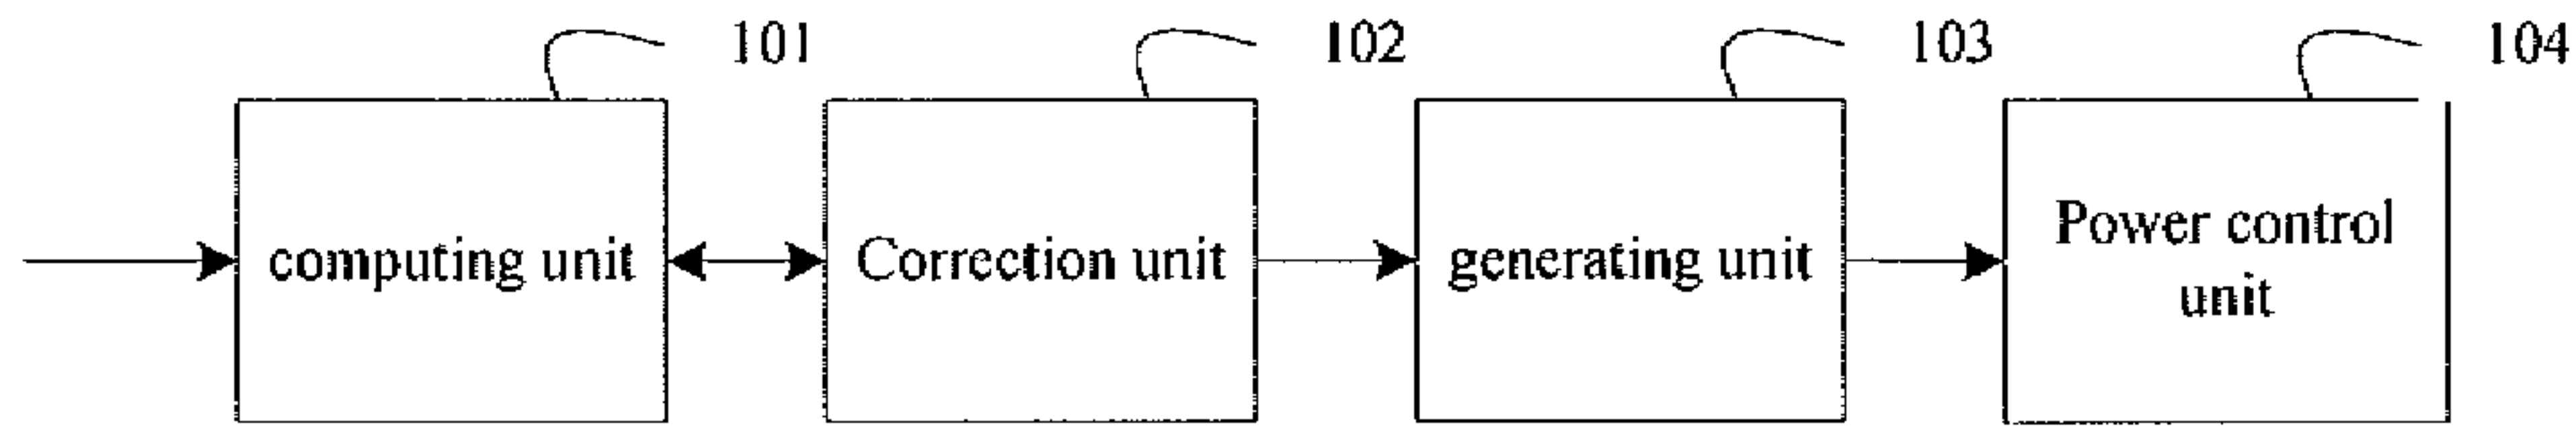 101
102
103
104
computing unit
Correction unit
generating unit
Power control
unit